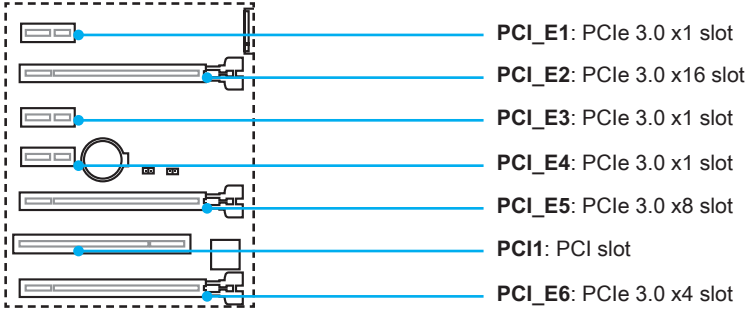 PCI_E1: PCIe 3.0 x1 slot
PCI_E2: PCIe 3.0 x16 slot
PCI_E3: PCIe 3.0 x1 slot
PCI_E4: PCIe 3.0 x1 slot
PCI_E5: PCIe 3.0 x8 slot
PCI1: PCI slot
PCI_E6: PCIe 3.0 x4 slot